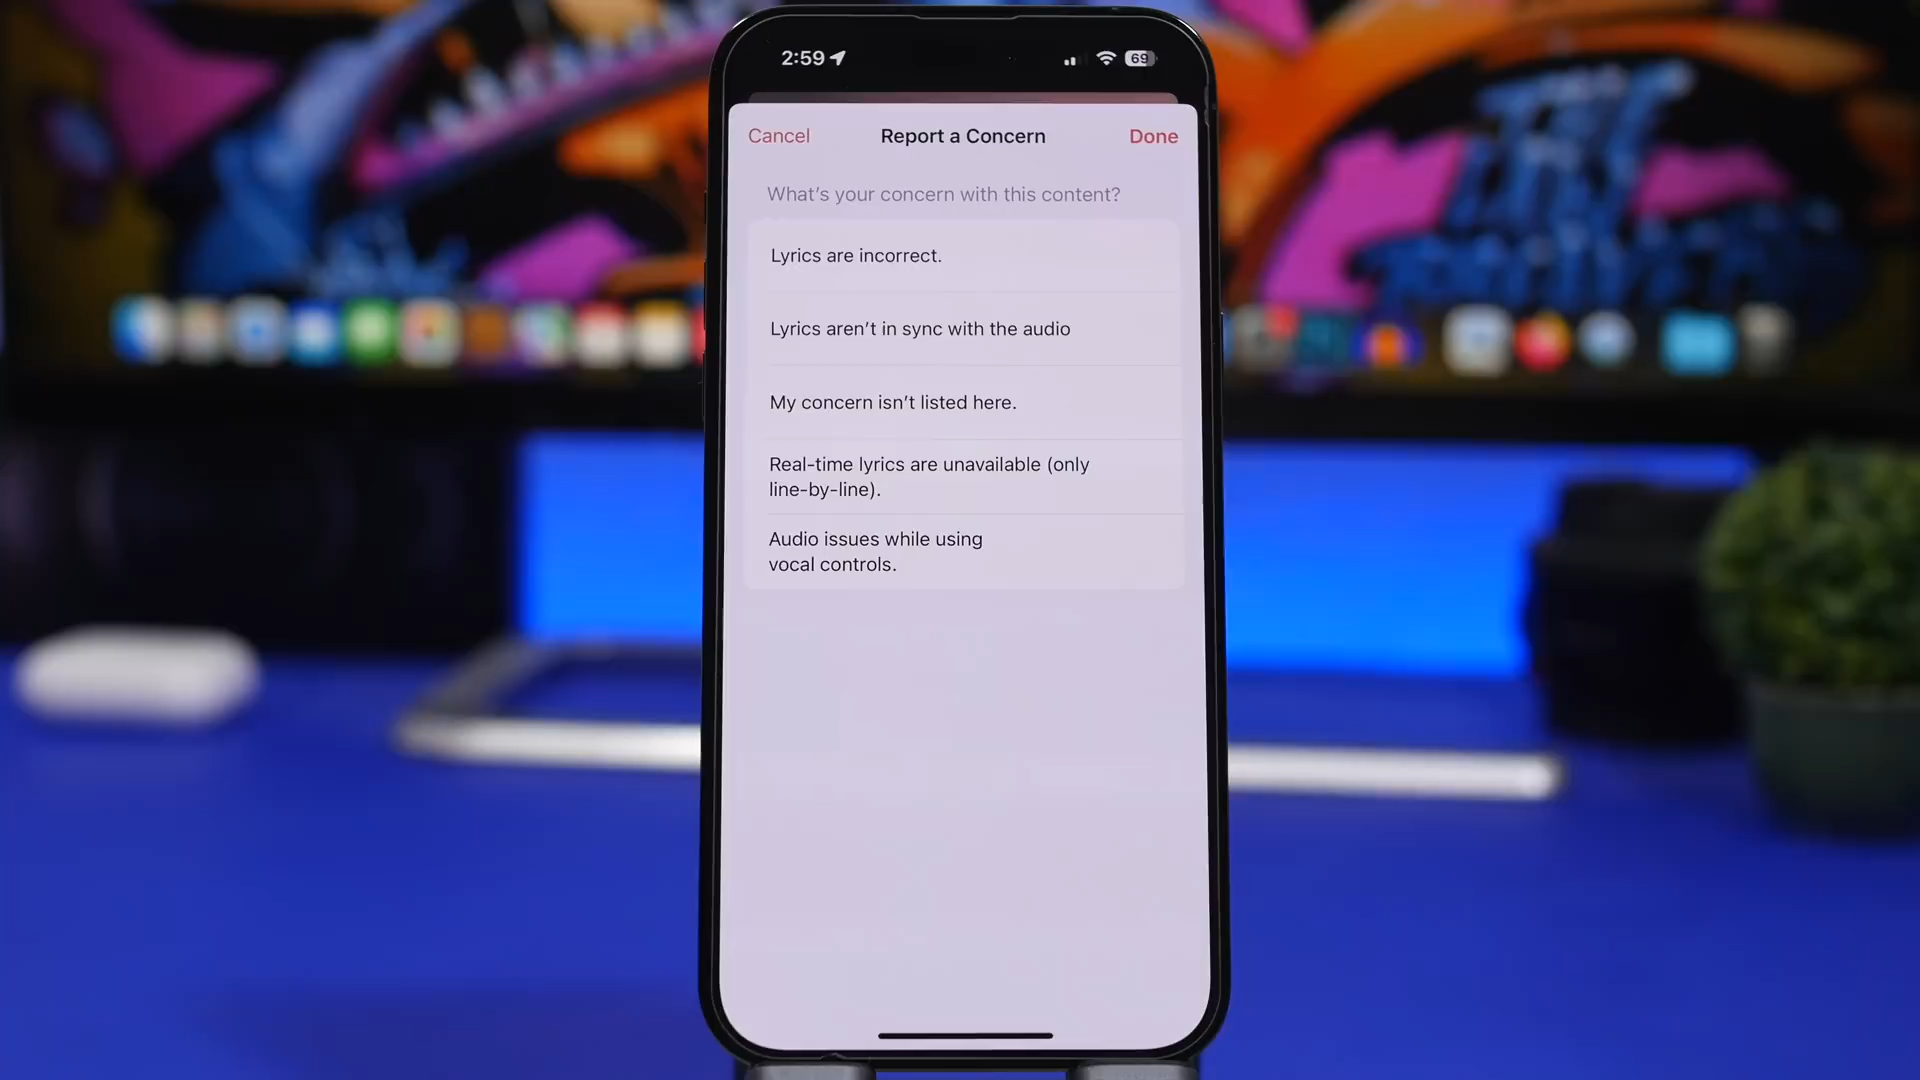 2:59
69
Cancel
Report a Concern
Done
What's your concern with this content?
Lyrics are incorrect.
Lyrics aren't in sync with the audio
My concern isn't listed here.
Real-time lyrics are unavailable (only
line-by-line).
Audio issues while using
vocal controls.